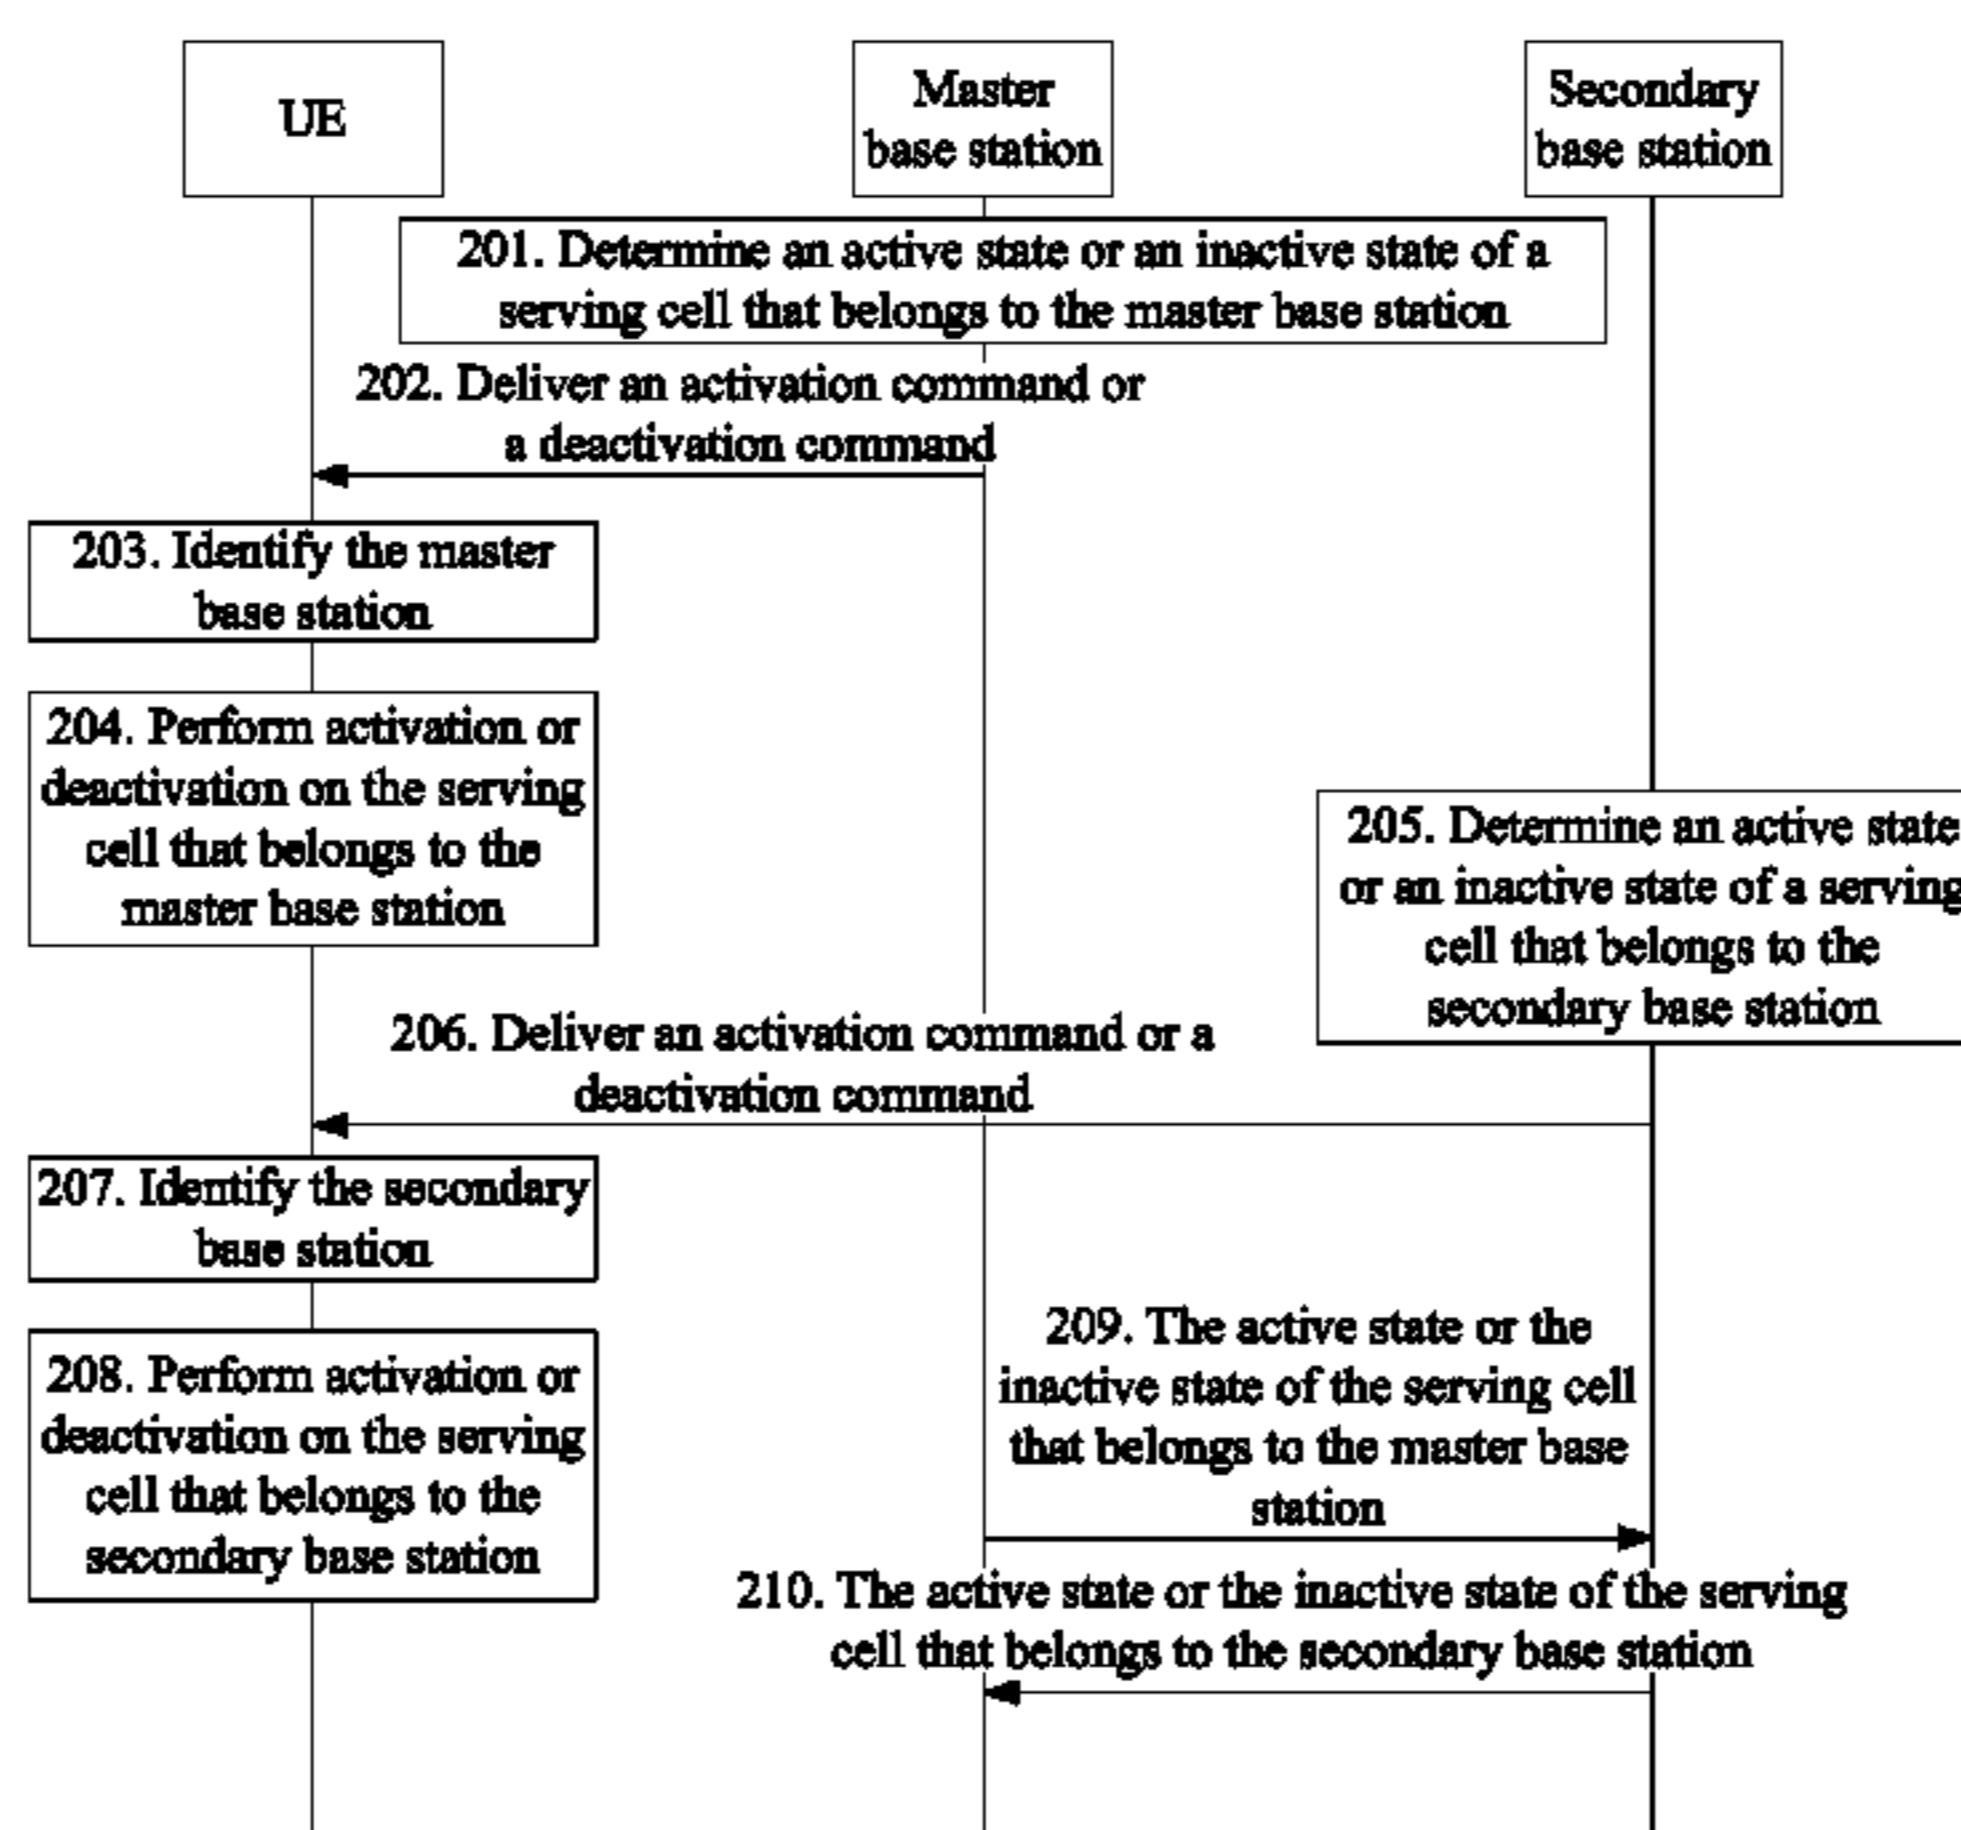 UE
Master
base station
Secondary
base station
201. Determine an active state or an inactive state of a
serving cell that belongs to the master base station
202. Deliver an activation command or
a deactivation command
203. Identify the master
base station
204. Perform activation or
deactivation on the serving
cell that belongs to the
master base station
205. Determine an active state
or an inactive state of a serving
cell that belongs to the
secondary base station
206. Deliver an activation command or a
deactivation command
207. Identify the secondary
base station
208. Perform activation or
deactivation on the serving
cell that belongs to the
secondary base station
209. The active state or the
inactive state of the serving cell
that belongs to the master base
station
210. The active state or the inactive state of the serving
cell that belongs to the secondary base station